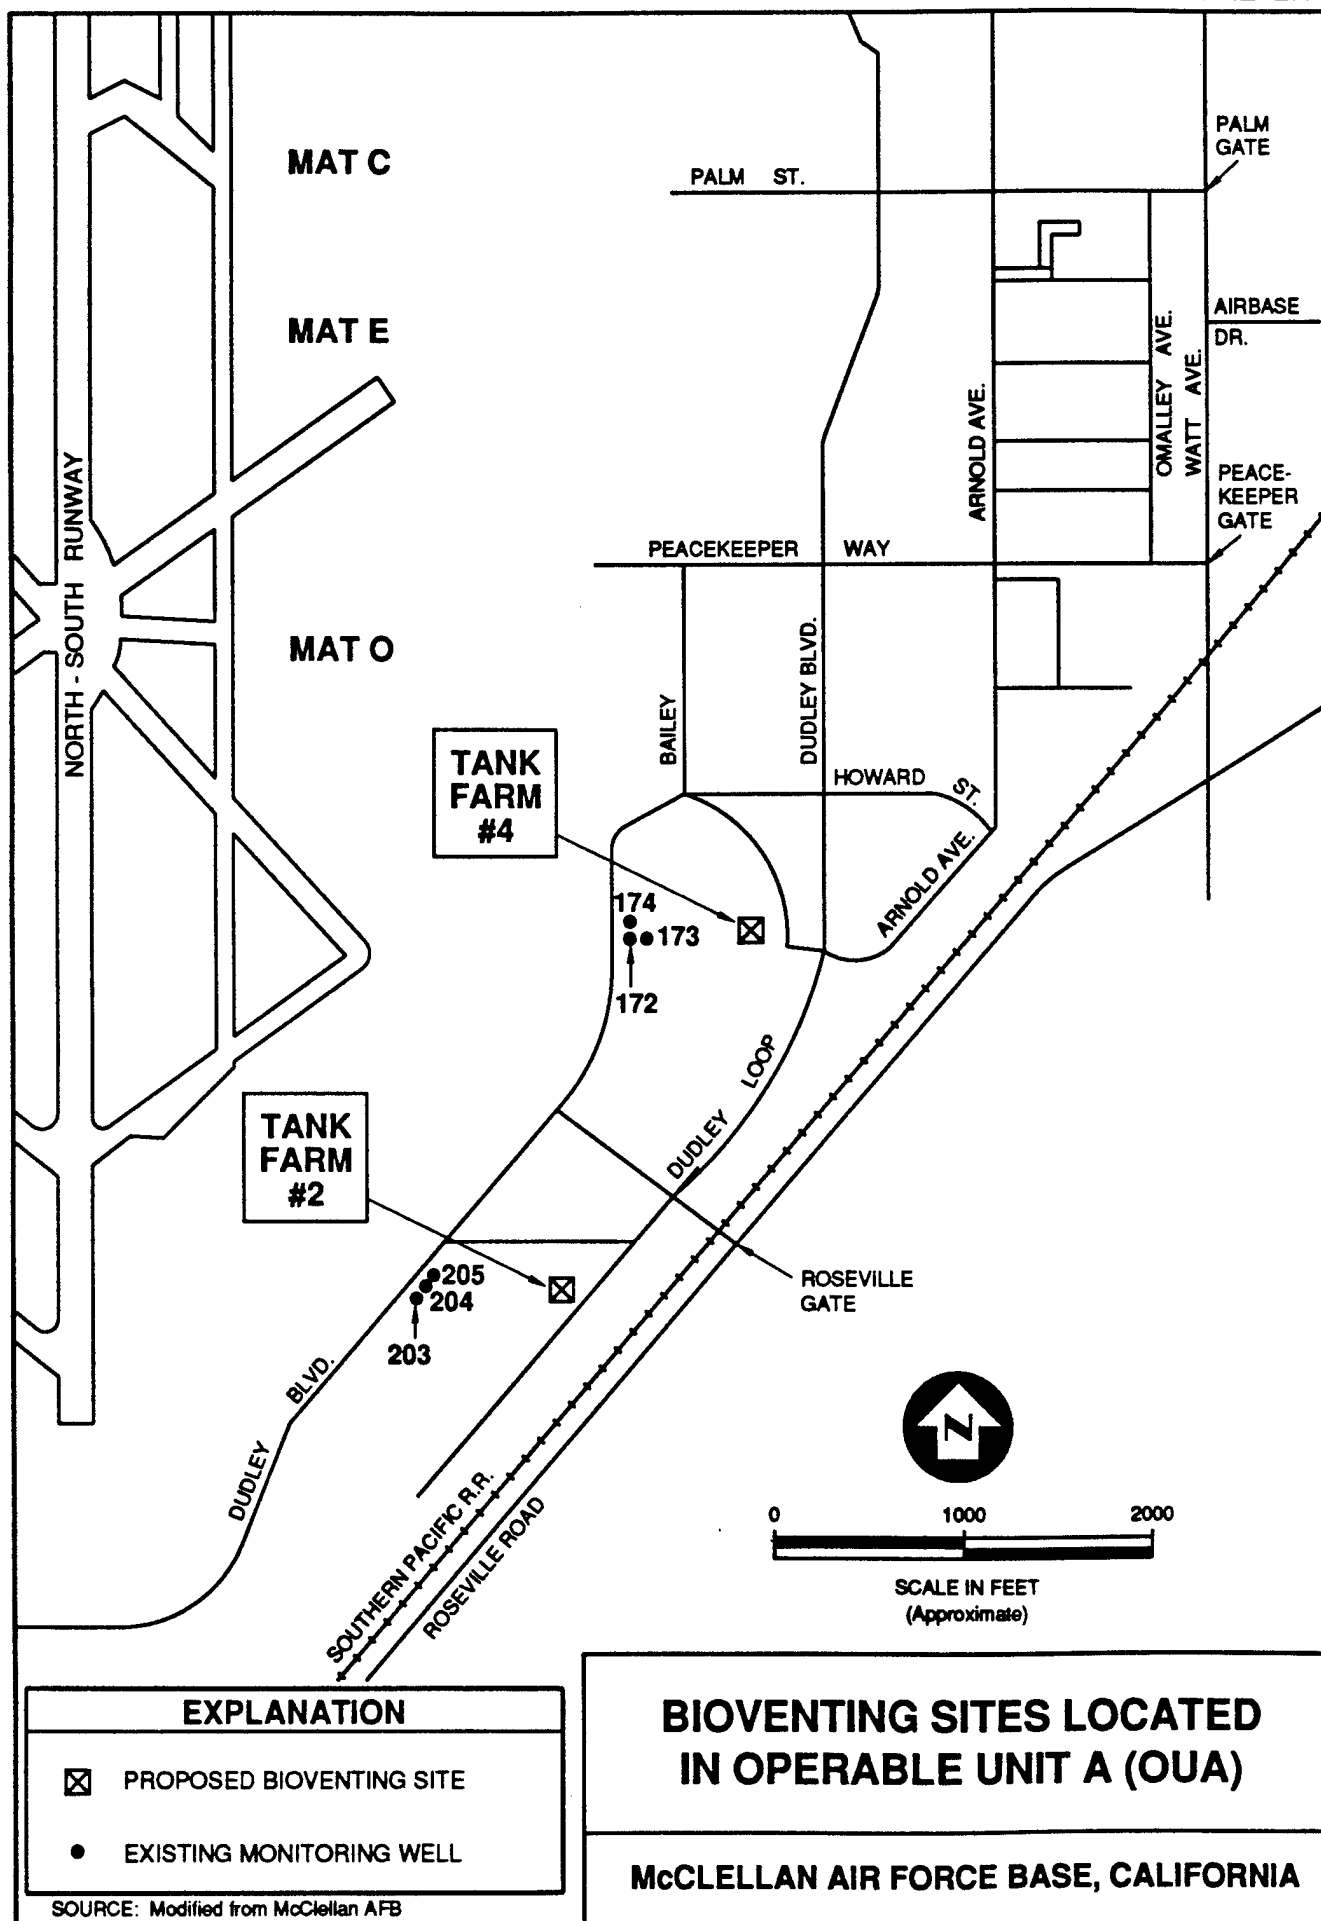 MAT C
PALM
GATE
PALM ST.
MAT E
AIRBASE
DR.
OMALLEY AVE.
WATT AVE.
ARNOLD AVE.
NORTH - SOUTH RUNWAY
PEACE-
KEEPER
GATE
PEACEKEEPER WAY
MAT O
DUDLEY BLVD.
BAILEY
TANK
FARM
#4
HOWARD ST.
ARNOLD AVE.
174
173
172
DUDLEY LOOP
TANK
FARM
#2
205
204
203
ROSEVILLE
GATE
DUDLEY BLVD.
N
SOUTHERN PACIFIC R.R.
ROSEVILLE ROAD
0 1000 2000
SCALE IN FEET
(Approximate)
EXPLANATION
PROPOSED BIOVENTING SITE
EXISTING MONITORING WELL
SOURCE: Modified from McClellan AFB
BIOVENTING SITES LOCATED
IN OPERABLE UNIT A (OUA)
McCLELLAN AIR FORCE BASE, CALIFORNIA